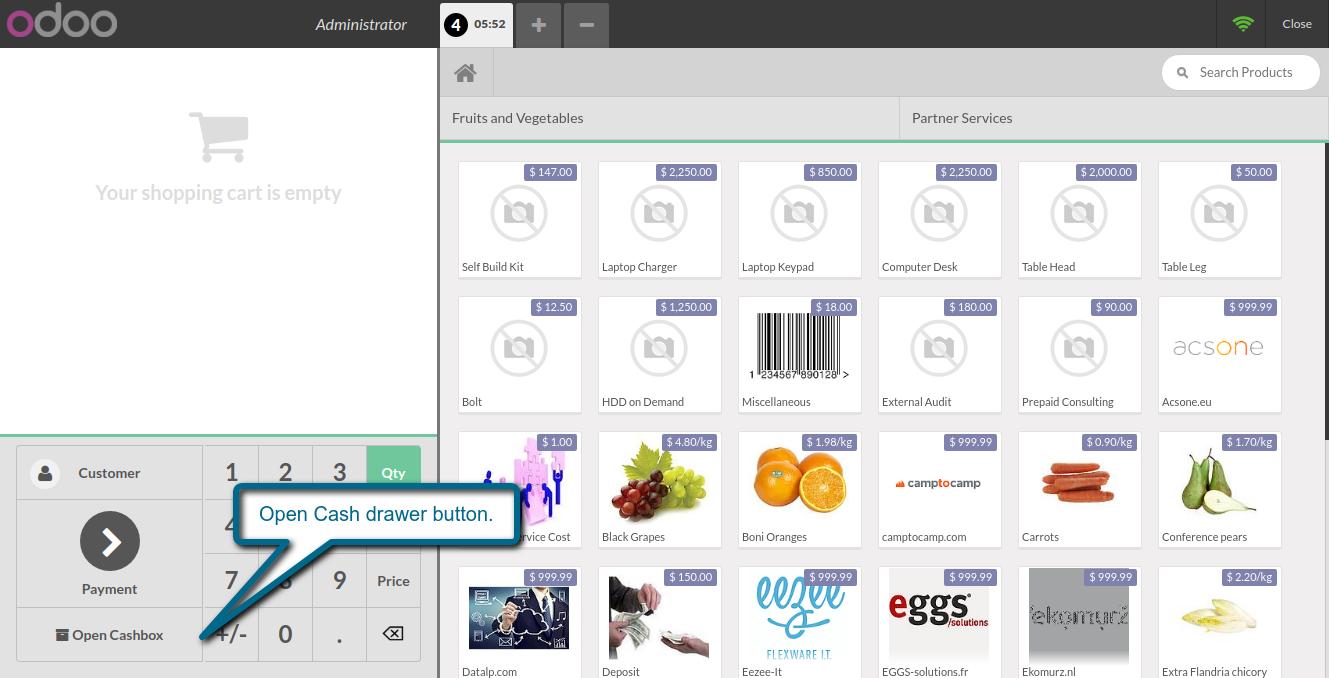 odoo
Administrator
4 05:52
+
−
Close
Search Products
Fruits and Vegetables
Partner Services
Your shopping cart is empty
$ 147.00
$ 2,250.00
$ 850.00
$ 2,250.00
$ 2,000.00
$ 50.00
Self Build Kit
Laptop Charger
Laptop Keypad
Computer Desk
Table Head
Table Leg
$ 12.50
$ 1,250.00
$ 18.00
$ 180.00
$ 90.00
$ 999.99
acsone
1 234567 890128 >
Bolt
HDD on Demand
Miscellaneous
External Audit
Prepaid Consulting
Acsone.eu
$ 1.00
$ 4.80/kg
$ 1.98/kg
$ 999.99
$ 0.90/kg
$ 1.70/kg
camptocamp
Cost
Black Grapes
Boni Oranges
camptocamp.com
Carrots
Conference pears
$ 999.99
$ 150.00
$ 999.99
$ 999.99
$ 999.99
$ 2.20/kg
eezee
FLEXWARE I.T.
eggs
/solutions
ekomurz
Datalp.com
Deposit
Eezee-It
EGGS-solutions.fr
Ekomurz.nl
Extra Flandria chicory
Customer
1 2 3 Qty
Open Cash drawer button.
4
Payment
7 8 9 Price
Open Cashbox
+/- 0 .